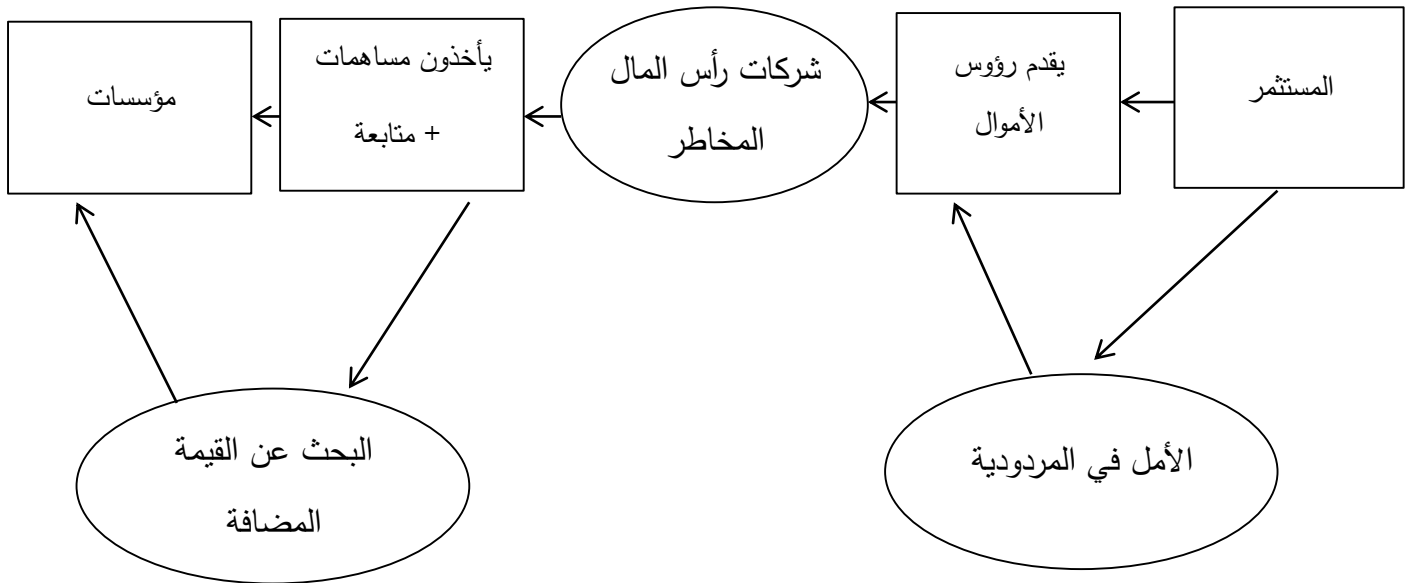 المستثمر
يقدم رؤوس
الأموال
شركات رأس المال
المخاطر
يأخذون مساهمات
+ متابعة
مؤسسات
الأمل في المردودية
البحث عن القيمة
المضافة